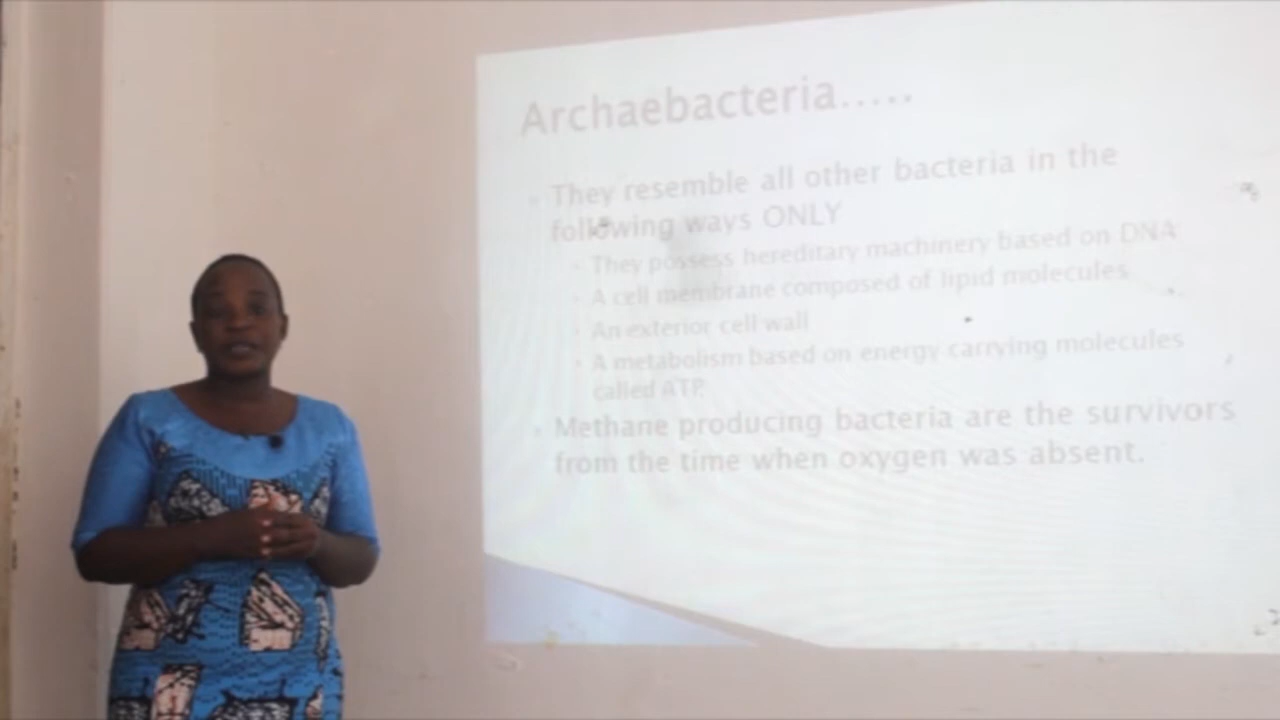 Archaebacteria.....
They resemble all other bacteria in the
following ways ONLY
They possess hereditary machinery based on DNA
A cell membrane composed of lipid molecules
An exterior cell wall
A metabolism based on energy carrying molecules
called ATP.
Methane producing bacteria are the survivors
from the time when oxygen was absent.